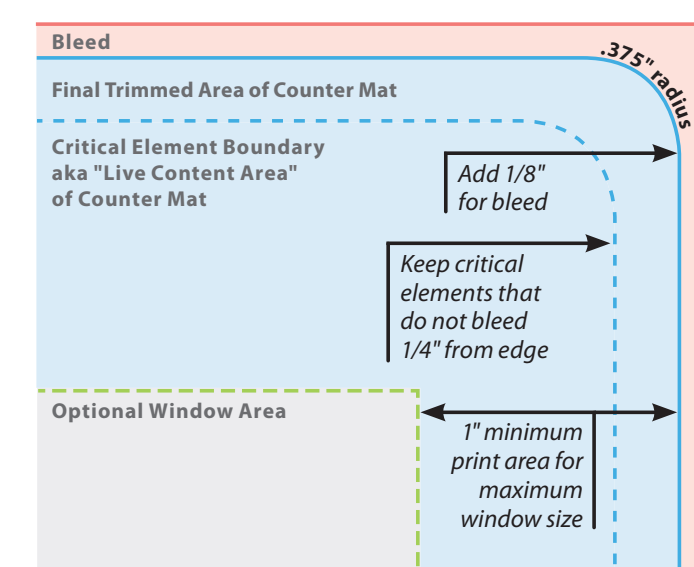 Bleed
.375" radius
Final Trimmed Area of Counter Mat
Critical Element Boundary
aka "Live Content Area"
of Counter Mat
Add 1/8"
for bleed
Keep critical
elements that
do not bleed
1/4" from edge
Optional Window Area
1" minimum
print area for
maximum
window size